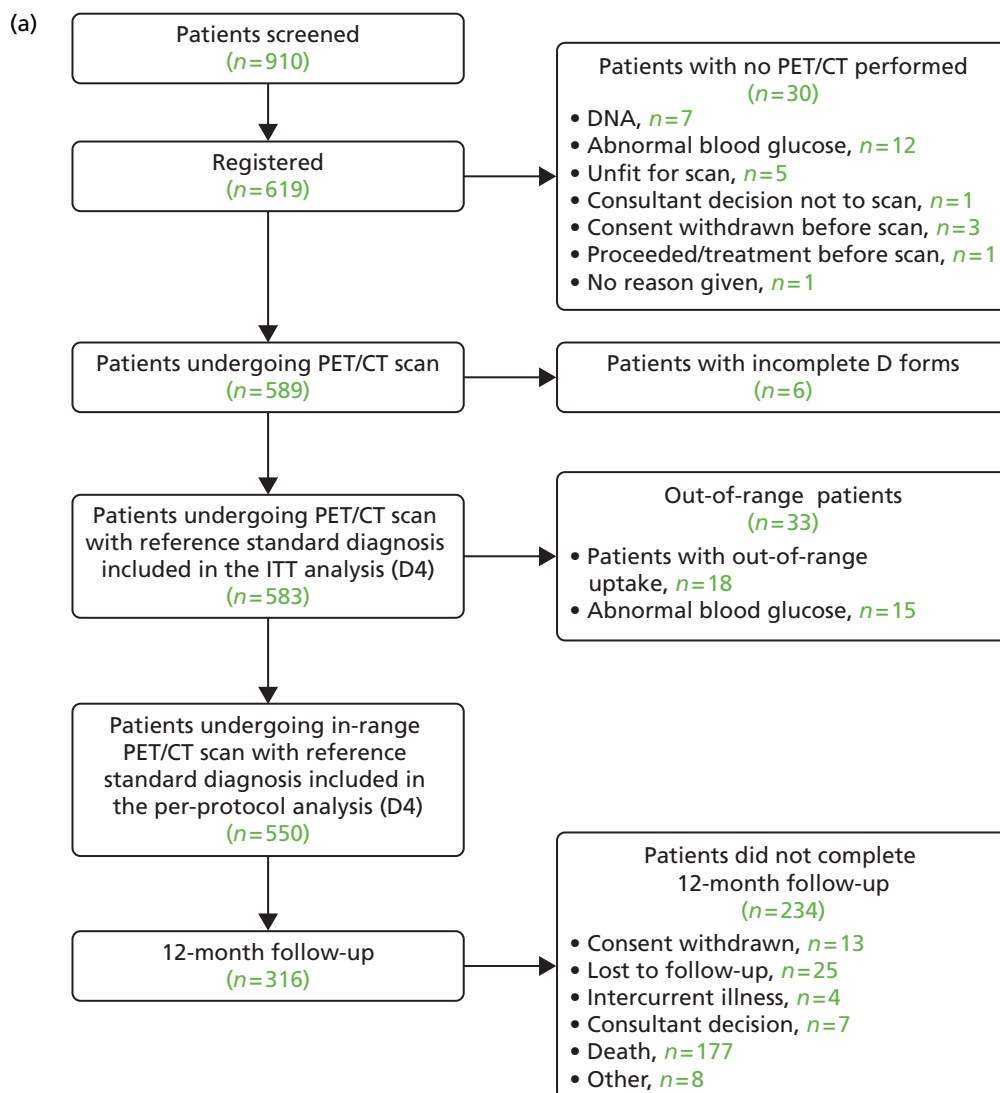 (a)
Patients screened
(n=910)
Patients with no PET/CT performed
(n=30)
• DNA, n=7
• Abnormal blood glucose, n=12
• Unfit for scan, n=5
• Consultant decision not to scan, n=1
• Consent withdrawn before scan, n=3
• Proceeded/treatment before scan, n=1
• No reason given, n=1
Registered
(n=619)
Patients undergoing PET/CT scan
(n=589)
Patients with incomplete D forms
(n=6)
Patients undergoing PET/CT scan
with reference standard diagnosis
included in the ITT analysis (D4)
(n=583)
Out-of-range patients
(n=33)
• Patients with out-of-range
uptake, n=18
• Abnormal blood glucose, n=15
Patients undergoing in-range
PET/CT scan with reference
standard diagnosis included in
the per-protocol analysis (D4)
(n=550)
Patients did not complete
12-month follow-up
(n=234)
• Consent withdrawn, n=13
• Lost to follow-up, n=25
• Intercurrent illness, n=4
• Consultant decision, n=7
• Death, n=177
• Other, n=8
12-month follow-up
(n=316)